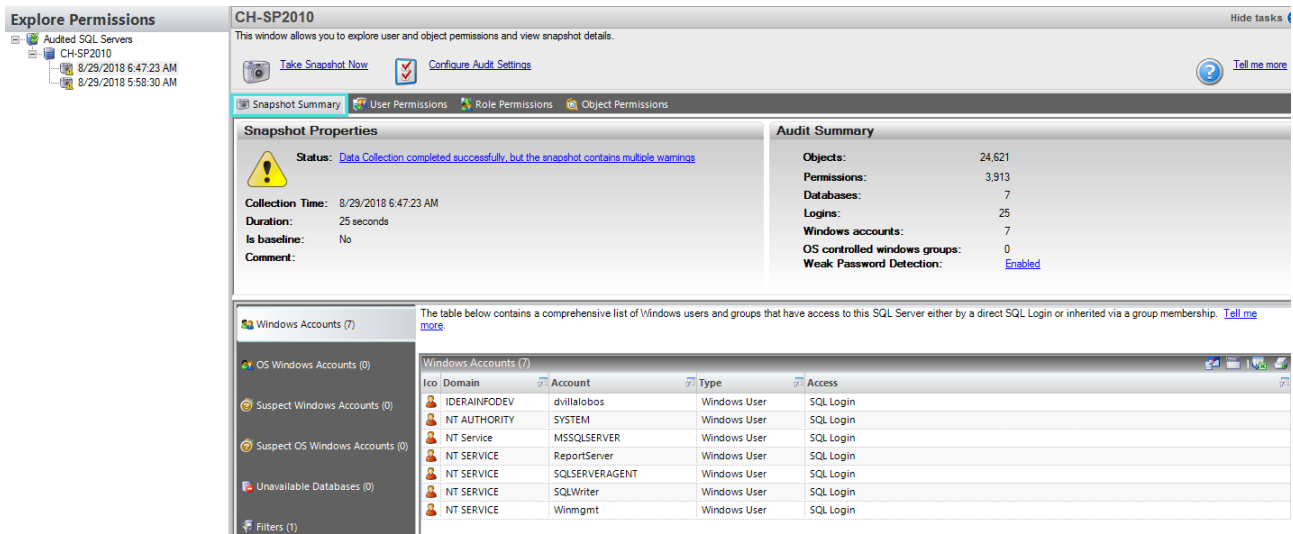 Explore Permissions
Audited SQL Servers
CH-SP2010
8/29/2018 6:47:23 AM
8/29/2018 5:58:30 AM
CH-SP2010
Hide tasks
This window allows you to explore user and object permissions and view snapshot details.
Take Snapshot Now
Configure Audit Settings
Tell me more
Snapshot Summary
User Permissions
Role Permissions
Object Permissions
Snapshot Properties
Status: Data Collection completed successfully, but the snapshot contains multiple warnings
Collection Time: 8/29/2018 6:47:23 AM
Duration: 25 seconds
Is baseline: No
Comment:
Audit Summary
Objects: 24,621
Permissions: 3,913
Databases: 7
Logins: 25
Windows accounts: 7
OS controlled windows groups: 0
Weak Password Detection: Enabled
Windows Accounts (7)
OS Windows Accounts (0)
Suspect Windows Accounts (0)
Suspect OS Windows Accounts (0)
Unavailable Databases (0)
Filters (1)
The table below contains a comprehensive list of Windows users and groups that have access to this SQL Server either by a direct SQL Login or inherited via a group membership. Tell me
more.
Windows Accounts (7)
Ico Domain Account Type Access
IDERAINFODEV dvillalobos Windows User SQL Login
NT AUTHORITY SYSTEM Windows User SQL Login
NT Service MSSQLSERVER Windows User SQL Login
NT SERVICE ReportServer Windows User SQL Login
NT SERVICE SQLSERVERAGENT Windows User SQL Login
NT SERVICE SQLWriter Windows User SQL Login
NT SERVICE Winmgmt Windows User SQL Login